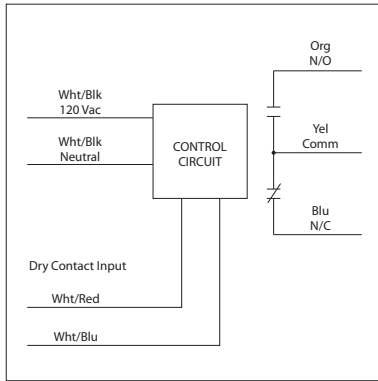 Org
N/O
Wht/Blk
120 Vac
Yel
Comm
Wht/Blk
Neutral
CONTROL
CIRCUIT
Blu
N/C
Dry Contact Input
Wht/Red
Wht/Blu